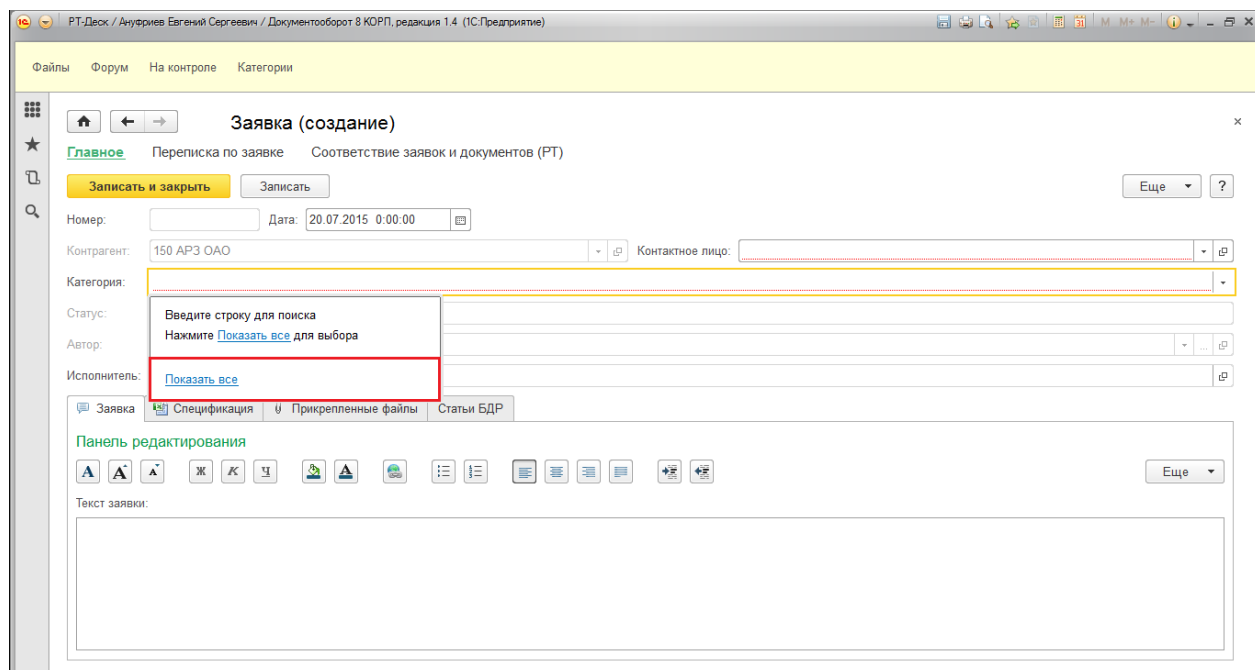 РТ-Деск / Ануфриев Евгений Сергеевич / Документооборот 8 КОРП, редакция 1.4 (1С:Предприятие)
M M+ M-
Файлы Форум На контроле Категории
Заявка (создание)
Главное Переписка по заявке Соответствие заявок и документов (РТ)
Записать и закрыть Записать Еще ?
Номер: Дата: 20.07.2015 0:00:00
Контрагент: 150 АРЗ ОАО Контактное лицо:
Категория:
Статус: Введите строку для поиска
Нажмите Показать все для выбора
Автор:
Исполнитель: Показать все
Заявка Спецификация Прикрепленные файлы Статьи БДР
Панель редактирования
А А А Ж К Ч А Еще
Текст заявки: